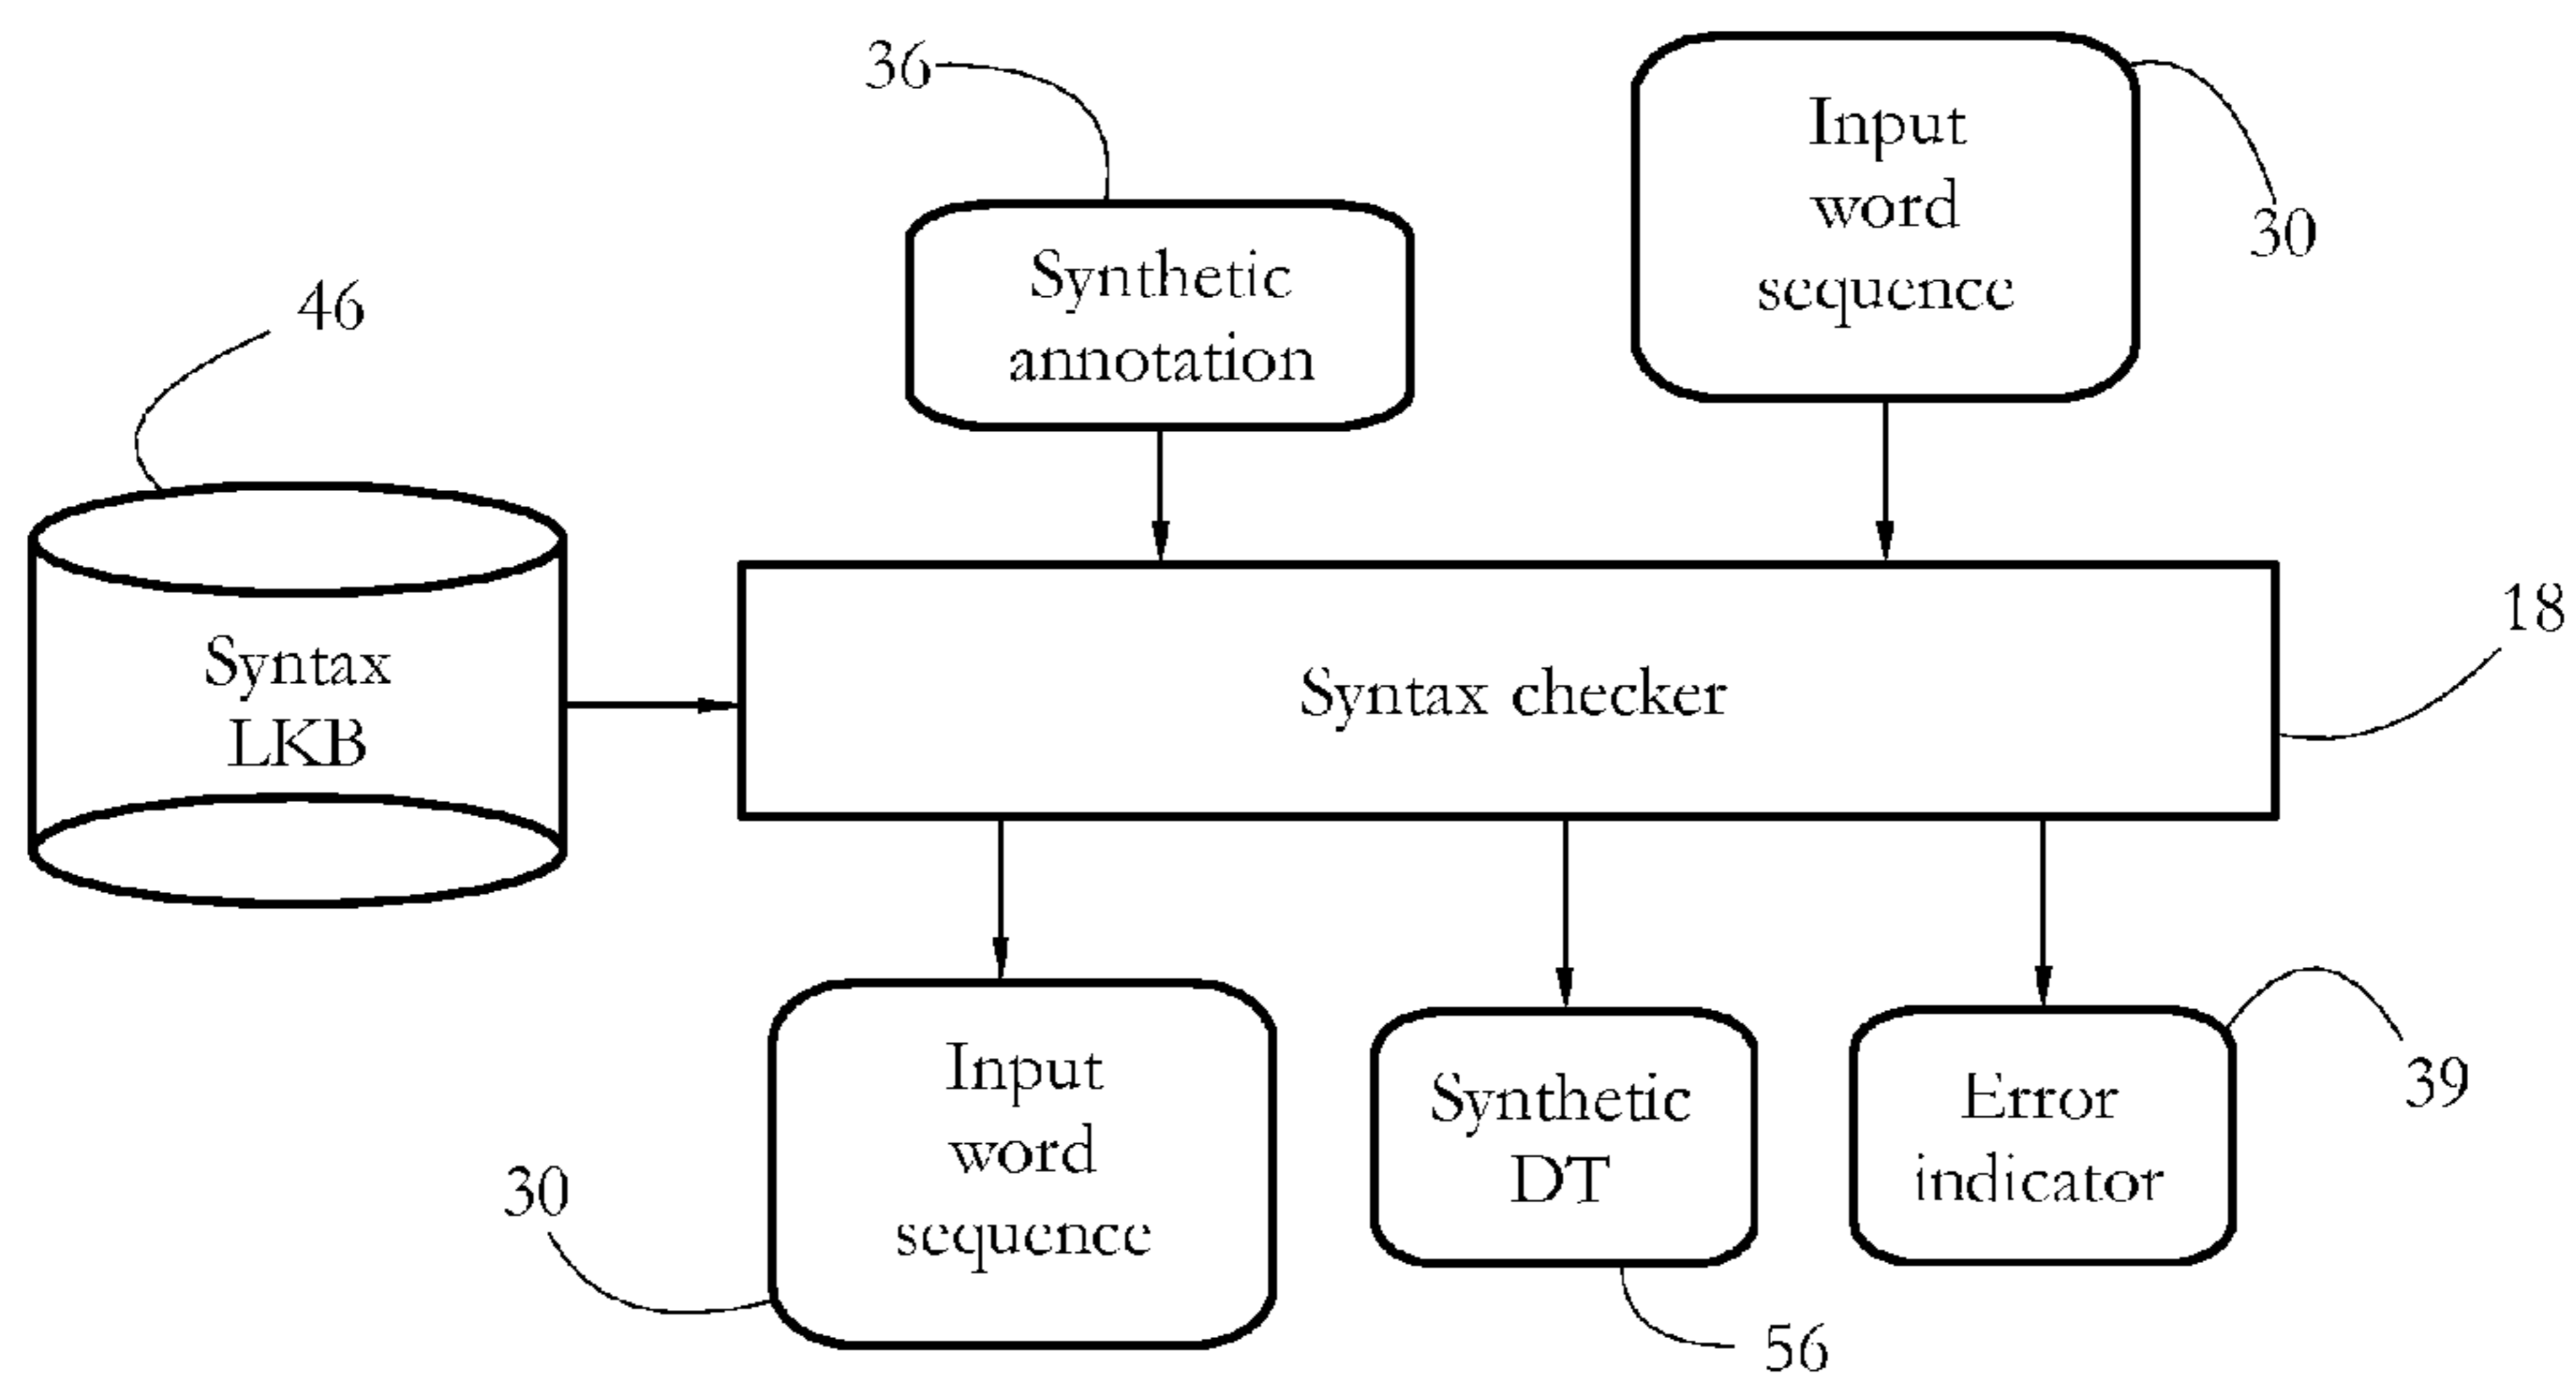 36
Input
word
sequence
30
Synthetic
annotation
46
Syntax
LKB
Syntax checker
18
Input
word
sequence
30
Synthetic
DT
56
Error
indicator
39